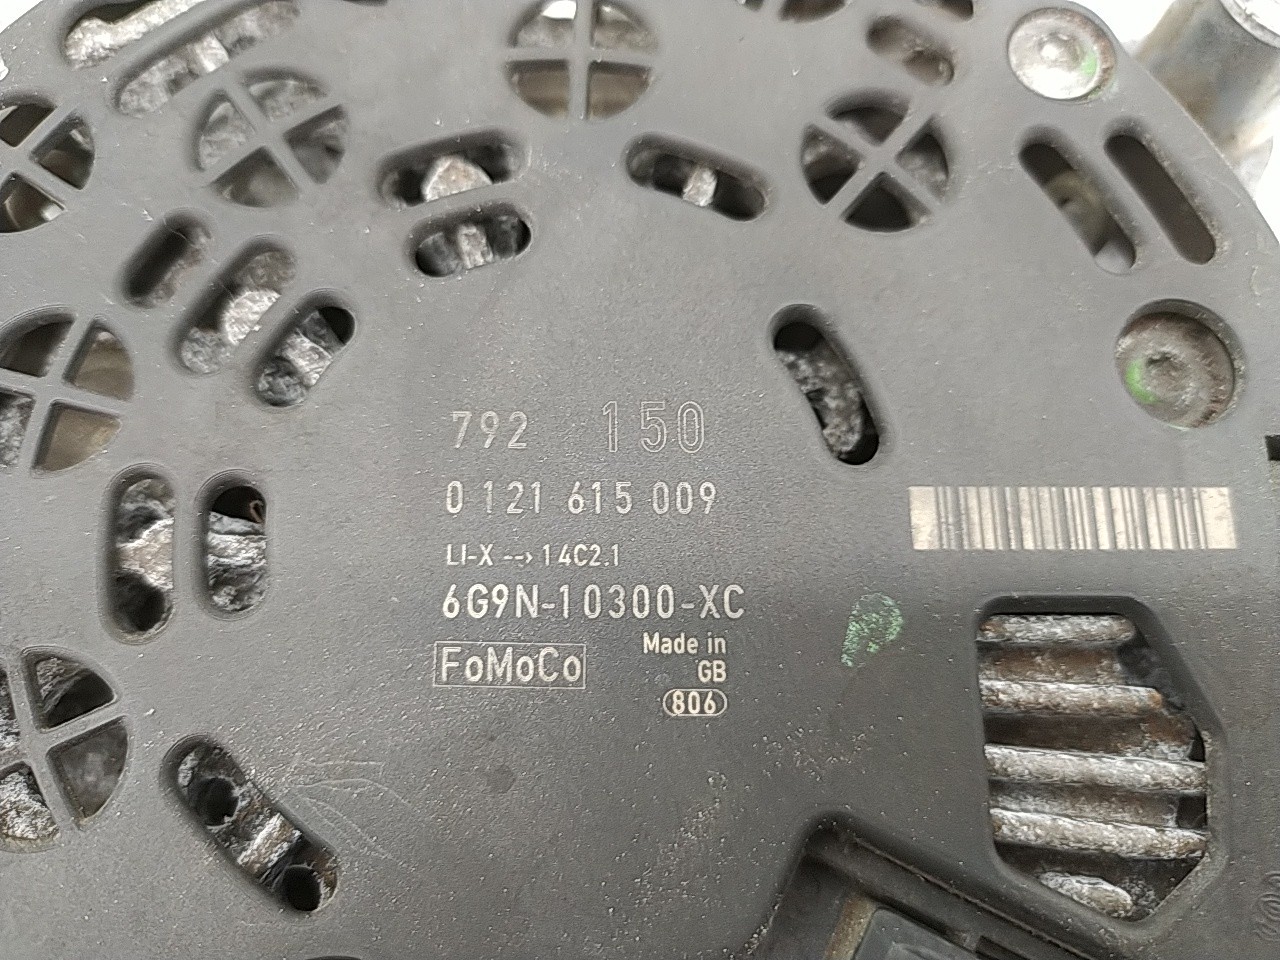 792 150
0 121 615 009
LI-X --> 14C2.1
6G9N-10300-XC
FoMoCo
Made in
GB
806